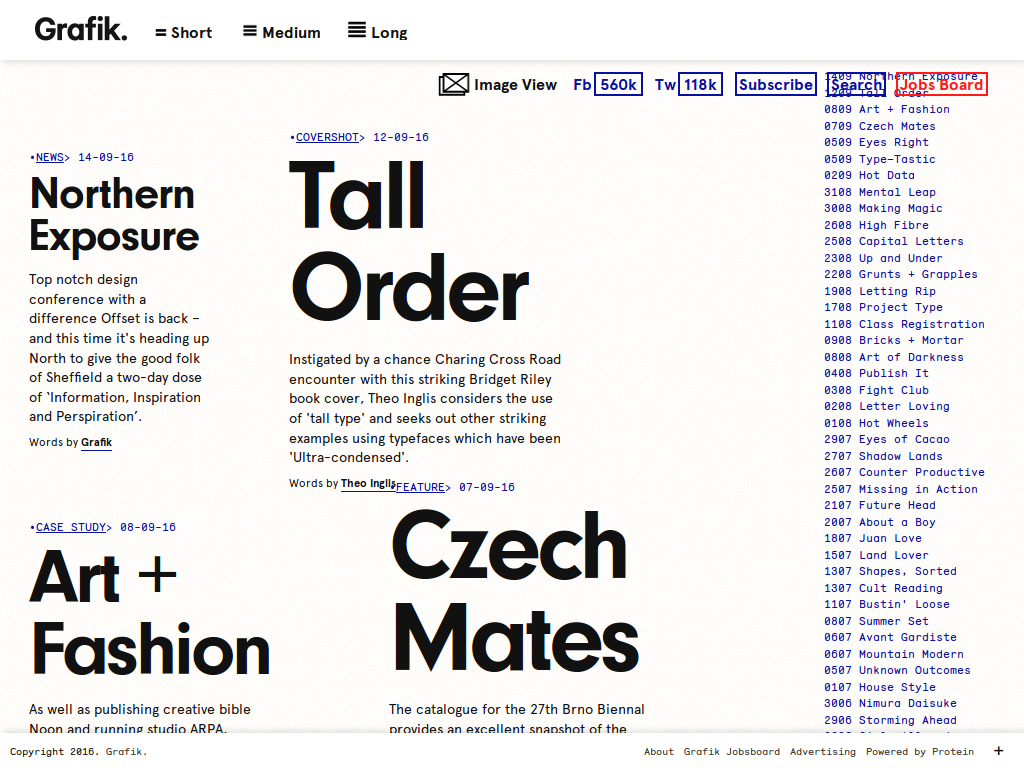 Grafik.
Short
Medium
Long
Image View
Fb 560k
Tw 118k
Subscribe
Search
Jobs Board
•NEWS> 14-09-16
Northern
Exposure
Top notch design
conference with a
difference Offset is back –
and this time it's heading up
North to give the good folk
of Sheffield a two-day dose
of ‘Information, Inspiration
and Perspiration’.
Words by Grafik
•COVERSHOT> 12-09-16
Tall
Order
Instigated by a chance Charing Cross Road
encounter with this striking Bridget Riley
book cover, Theo Inglis considers the use
of 'tall type' and seeks out other striking
examples using typefaces which have been
'Ultra-condensed'.
Words by Theo Inglis
•CASE STUDY> 08-09-16
Art +
Fashion
As well as publishing creative bible
Noon and running studio ARPA,
•FEATURE> 07-09-16
Czech
Mates
The catalogue for the 27th Brno Biennal
provides an excellent snapshot of the
1409 Northern Exposure
1209 Tall Order
0809 Art + Fashion
0709 Czech Mates
0509 Eyes Right
0509 Type-Tastic
0209 Hot Data
3108 Mental Leap
3008 Making Magic
2608 High Fibre
2508 Capital Letters
2308 Up and Under
2208 Grunts + Grapples
1908 Letting Rip
1708 Project Type
1108 Class Registration
0908 Bricks + Mortar
0808 Art of Darkness
0408 Publish It
0308 Fight Club
0208 Letter Loving
0108 Hot Wheels
2907 Eyes of Cacao
2707 Shadow Lands
2607 Counter Productive
2507 Missing in Action
2107 Future Head
2007 About a Boy
1807 Juan Love
1507 Land Lover
1307 Shapes, Sorted
1307 Cult Reading
1107 Bustin' Loose
0807 Summer Set
0607 Avant Gardiste
0607 Mountain Modern
0507 Unknown Outcomes
0107 House Style
3006 Nimura Daisuke
2906 Storming Ahead
Copyright 2016. Grafik.
About Grafik Jobsboard Advertising Powered by Protein +